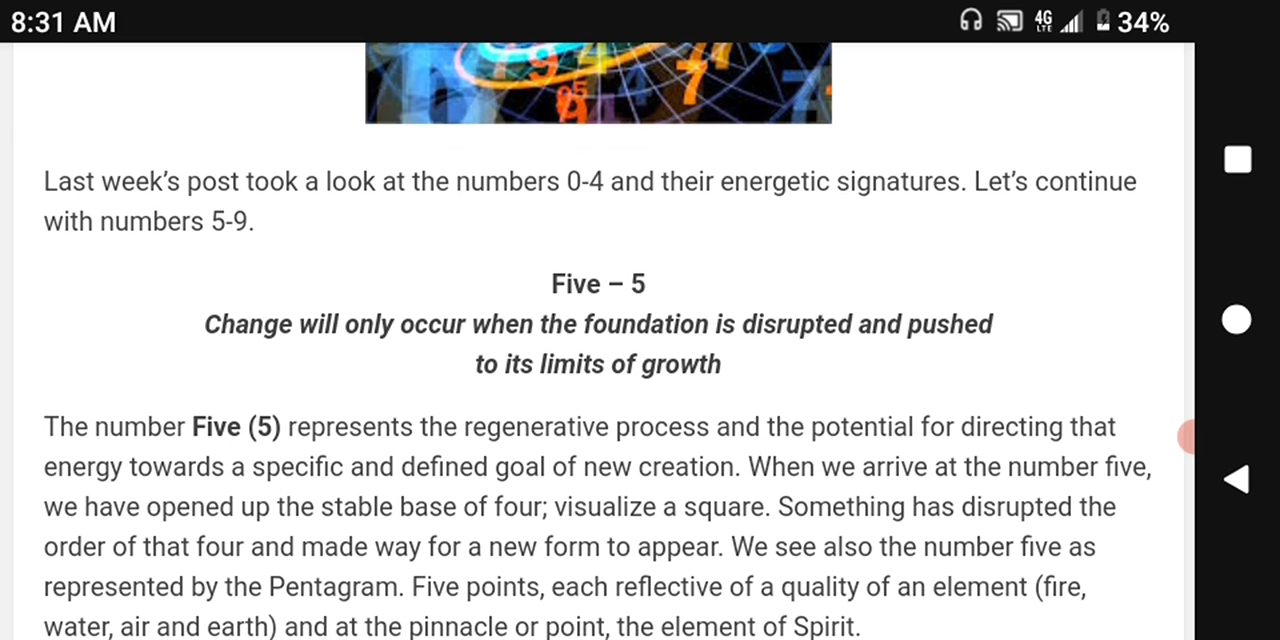 8:31 AM
4G
LTE
34%
9
4
7
7
7
Last week’s post took a look at the numbers 0-4 and their energetic signatures. Let’s continue
with numbers 5-9.
Five – 5
Change will only occur when the foundation is disrupted and pushed
to its limits of growth
The number Five (5) represents the regenerative process and the potential for directing that
energy towards a specific and defined goal of new creation. When we arrive at the number five,
we have opened up the stable base of four; visualize a square. Something has disrupted the
order of that four and made way for a new form to appear. We see also the number five as
represented by the Pentagram. Five points, each reflective of a quality of an element (fire,
water, air and earth) and at the pinnacle or point, the element of Spirit.